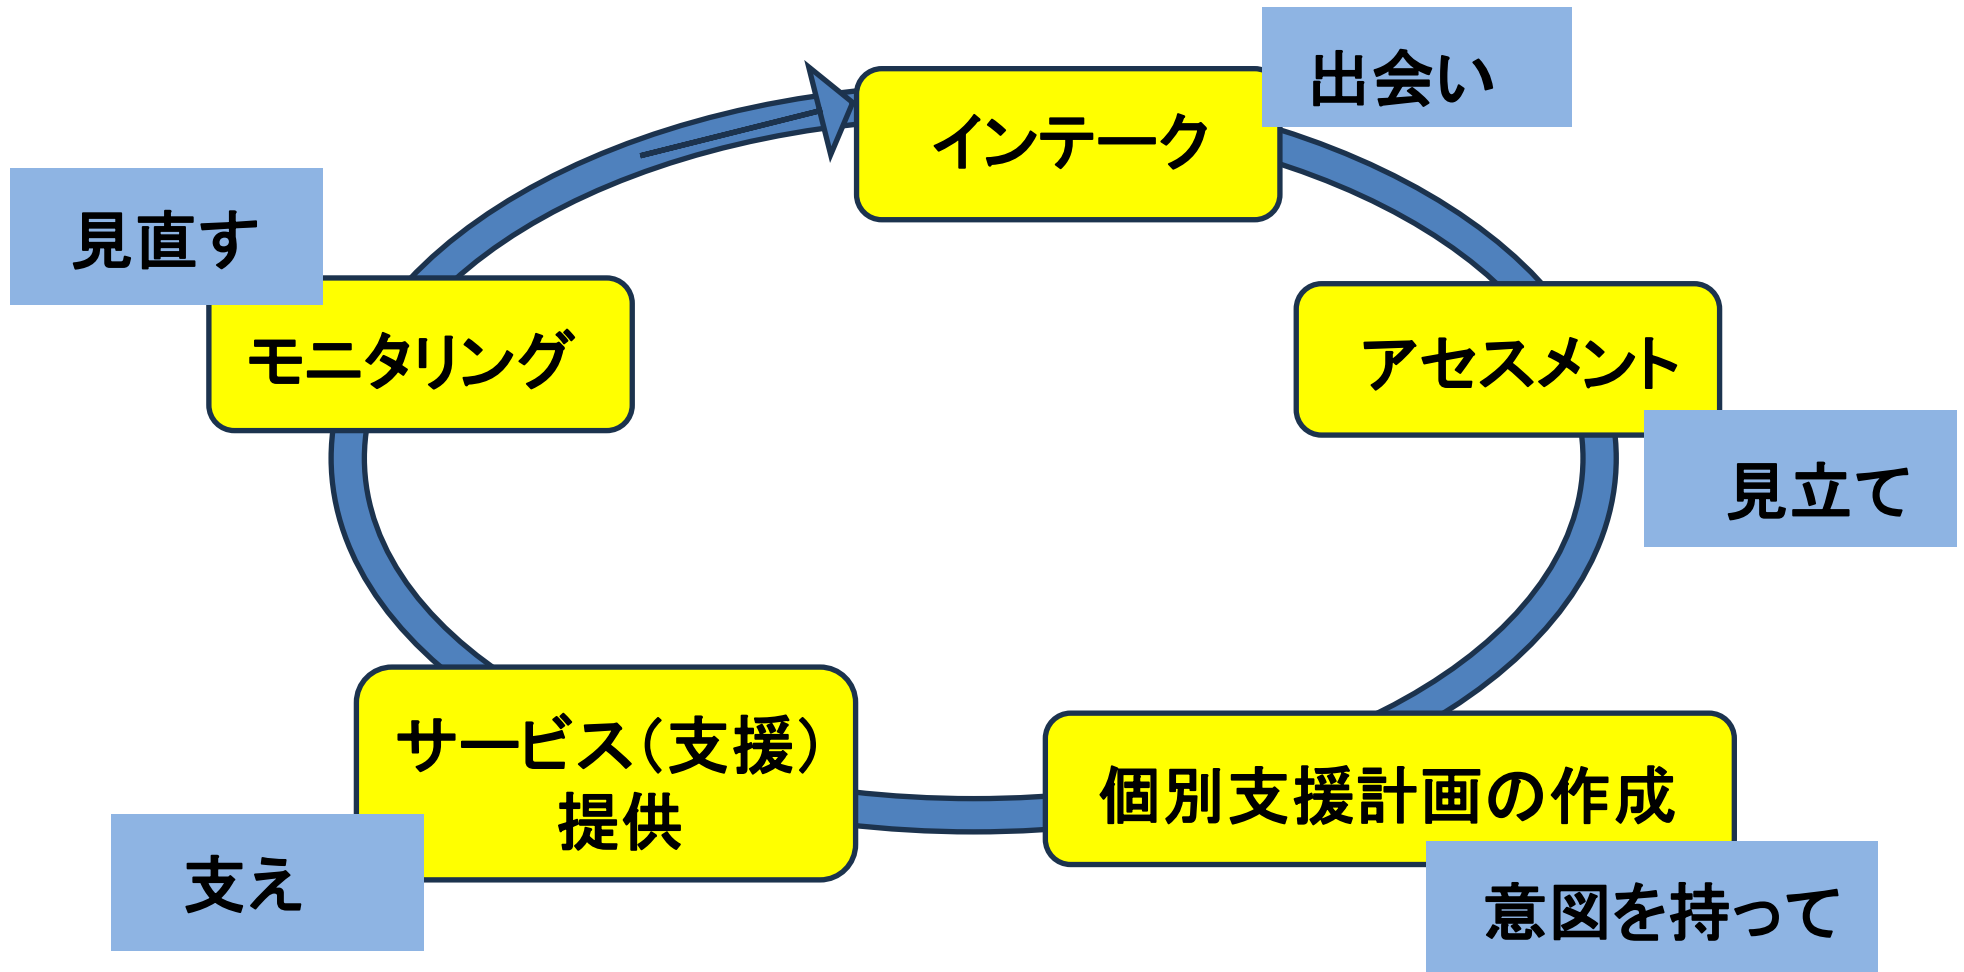 出会い
インテーク
見直す
モニタリング
アセスメント
見立て
サービス（支援）
提供
個別支援計画の作成
支え
意図を持って